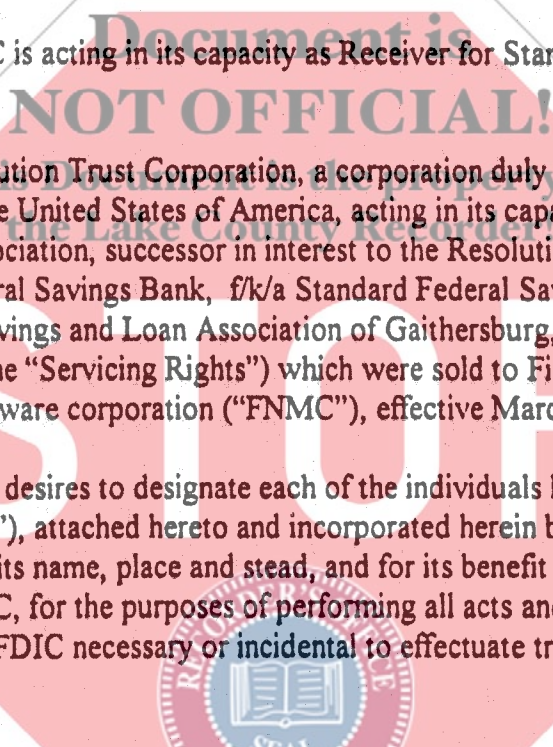 Document is
C is acting in its capacity as Receiver for Stan
NOT OFFICIAL!
ution Trust Corporation, a corporation duly
is Document is the property
e United States of America, acting in its capa
the Lake County Recorder!
ociation, successor in interest to the Resoluti
ral Savings Bank, f/k/a Standard Federal Sav
vings and Loan Association of Gaithersburg,
ne “Servicing Rights”) which were sold to Fi
ware corporation (“FNMC”), effective Marc
STOP
desires to designate each of the individuals l
”), attached hereto and incorporated herein b
its name, place and stead, and for its benefit
C, for the purposes of performing all acts and
FDIC necessary or incidental to effectuate tr
RECORDER'S OFFICE
SEAL